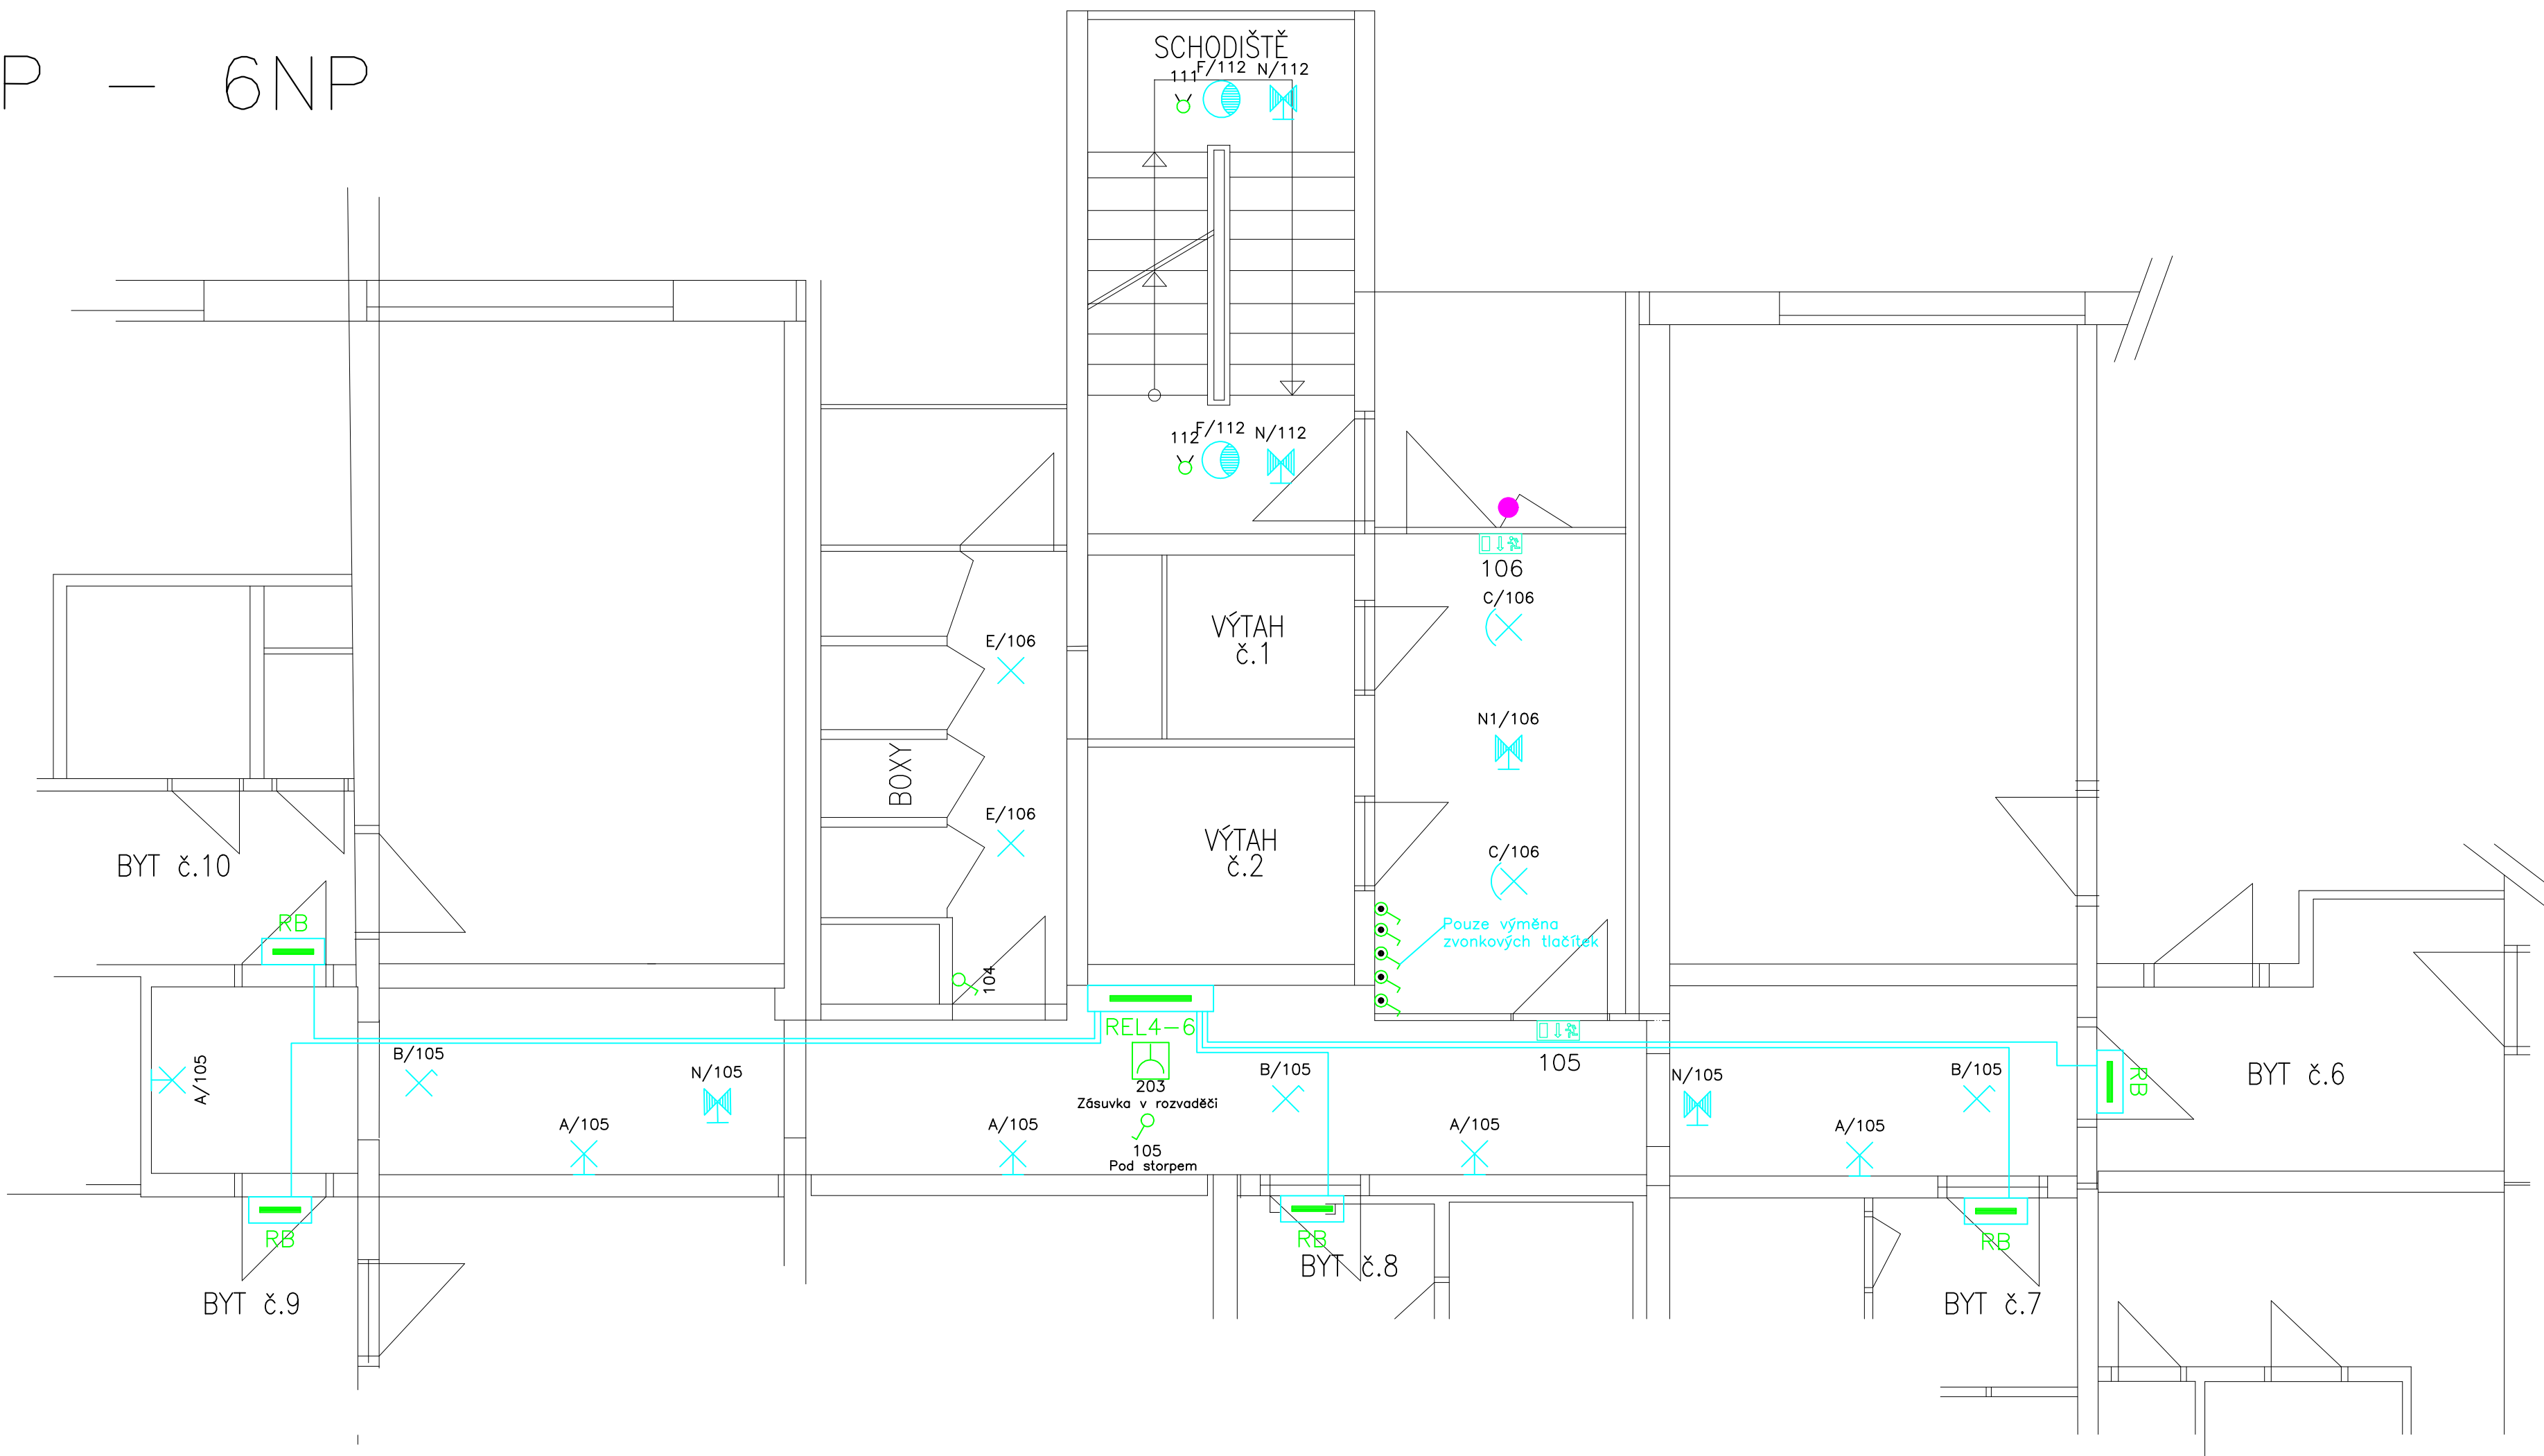 P - 6NP
SCHODIŠTĚ
111
F/112
N/112
112
F/112
N/112
106
C/106
VÝTAH
č.1
E/106
N1/106
BOXY
E/106
VÝTAH
č.2
C/106
BYT č.10
RB
Pouze výměna
zvonkových tlačítek
104
REL4-6
B/105
A/105
N/105
203
Zásuvka v rozvaděči
B/105
105
N/105
B/105
RB
BYT č.6
A/105
A/105
105
Pod storpem
A/105
A/105
RB
RB
RB
BYT č.8
BYT č.9
BYT č.7